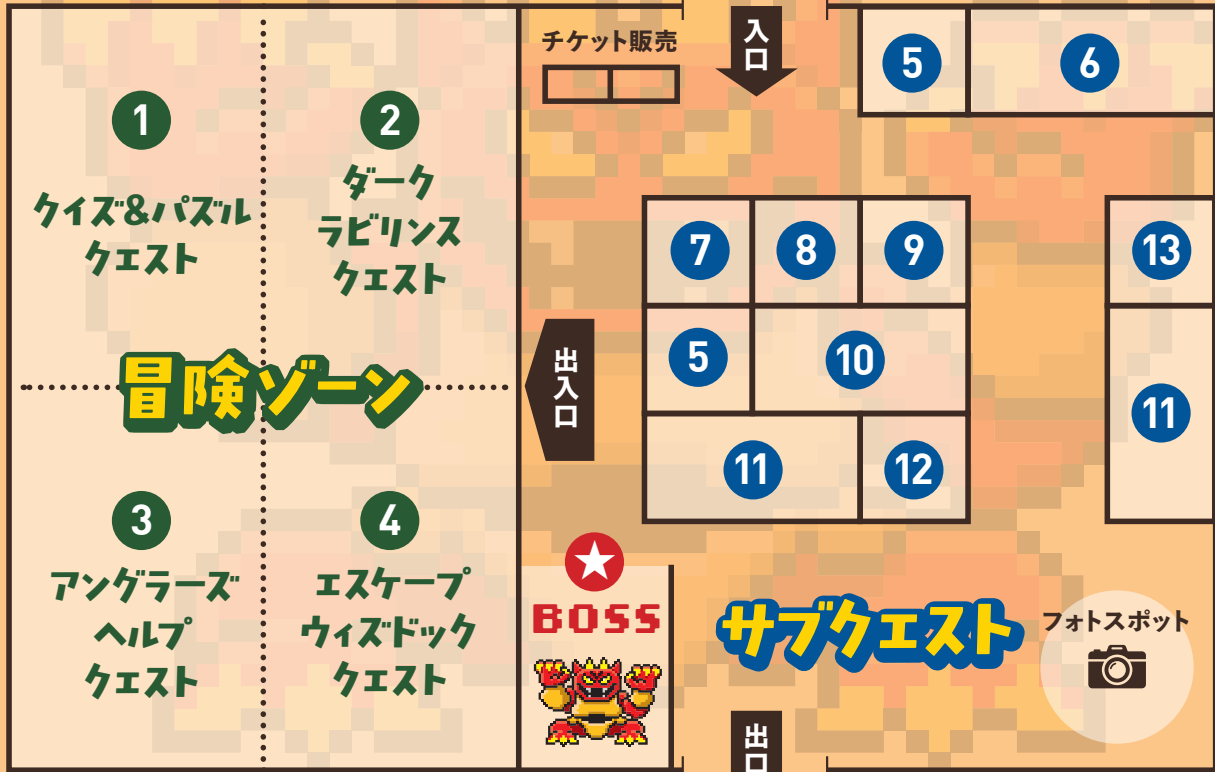 チケット販売
入口
5
6
1
クイズ&パズル
クエスト
2
ダーク
ラビリンス
クエスト
7
8
9
13
出入口
5
10
11
冒険ゾーン
11
12
3
アングラーズ
ヘルプ
クエスト
4
エスケープ
ウィズドック
クエスト
BOSS
サブクエスト
フォトスポット
出口